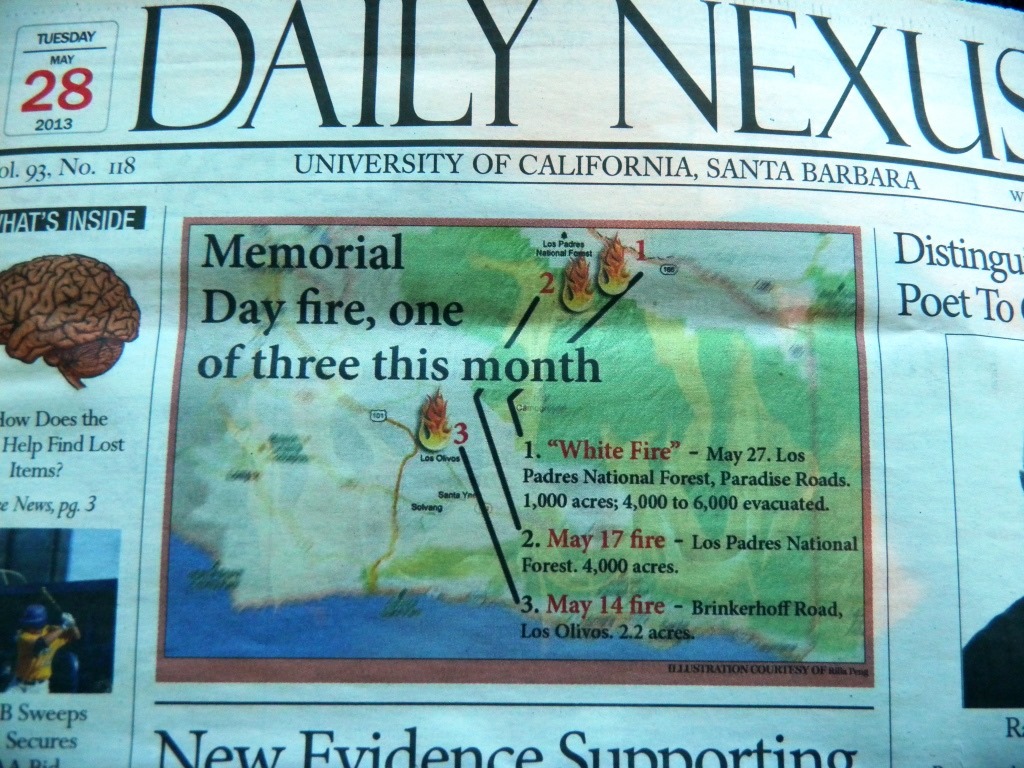 TUESDAY
MAY
28
2013
DAILY NEXUS
ol. 93, No. 118
UNIVERSITY OF CALIFORNIA, SANTA BARBARA
W
HAT'S INSIDE
How Does the
Help Find Lost
Items?
e News, pg. 3
B Sweeps
Secures
Bid
Memorial
Day fire, one
of three this month
Los Padres
National Forest
1
2
166
101
3
Los Olivos
Santa Yne
Solvang
1. "White Fire" - May 27. Los
Padres National Forest, Paradise Roads.
1,000 acres; 4,000 to 6,000 evacuated.
2. May 17 fire - Los Padres National
Forest. 4,000 acres.
3. May 14 fire - Brinkerhoff Road,
Los Olivos. 2.2 acres.
ILLUSTRATION COURTESY OF
New Evidence Supporting
Distingu
Poet To
R